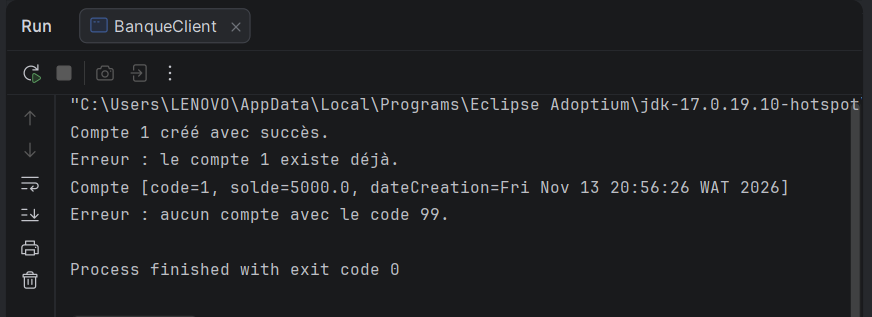 Run
BanqueClient
"C:\Users\LENOVO\AppData\Local\Programs\Eclipse Adoptium\jdk-17.0.19.10-hotspot\
Compte 1 créé avec succès.
Erreur : le compte 1 existe déjà.
Compte [code=1, solde=5000.0, dateCreation=Fri Nov 13 20:56:26 WAT 2026]
Erreur : aucun compte avec le code 99.
Process finished with exit code 0